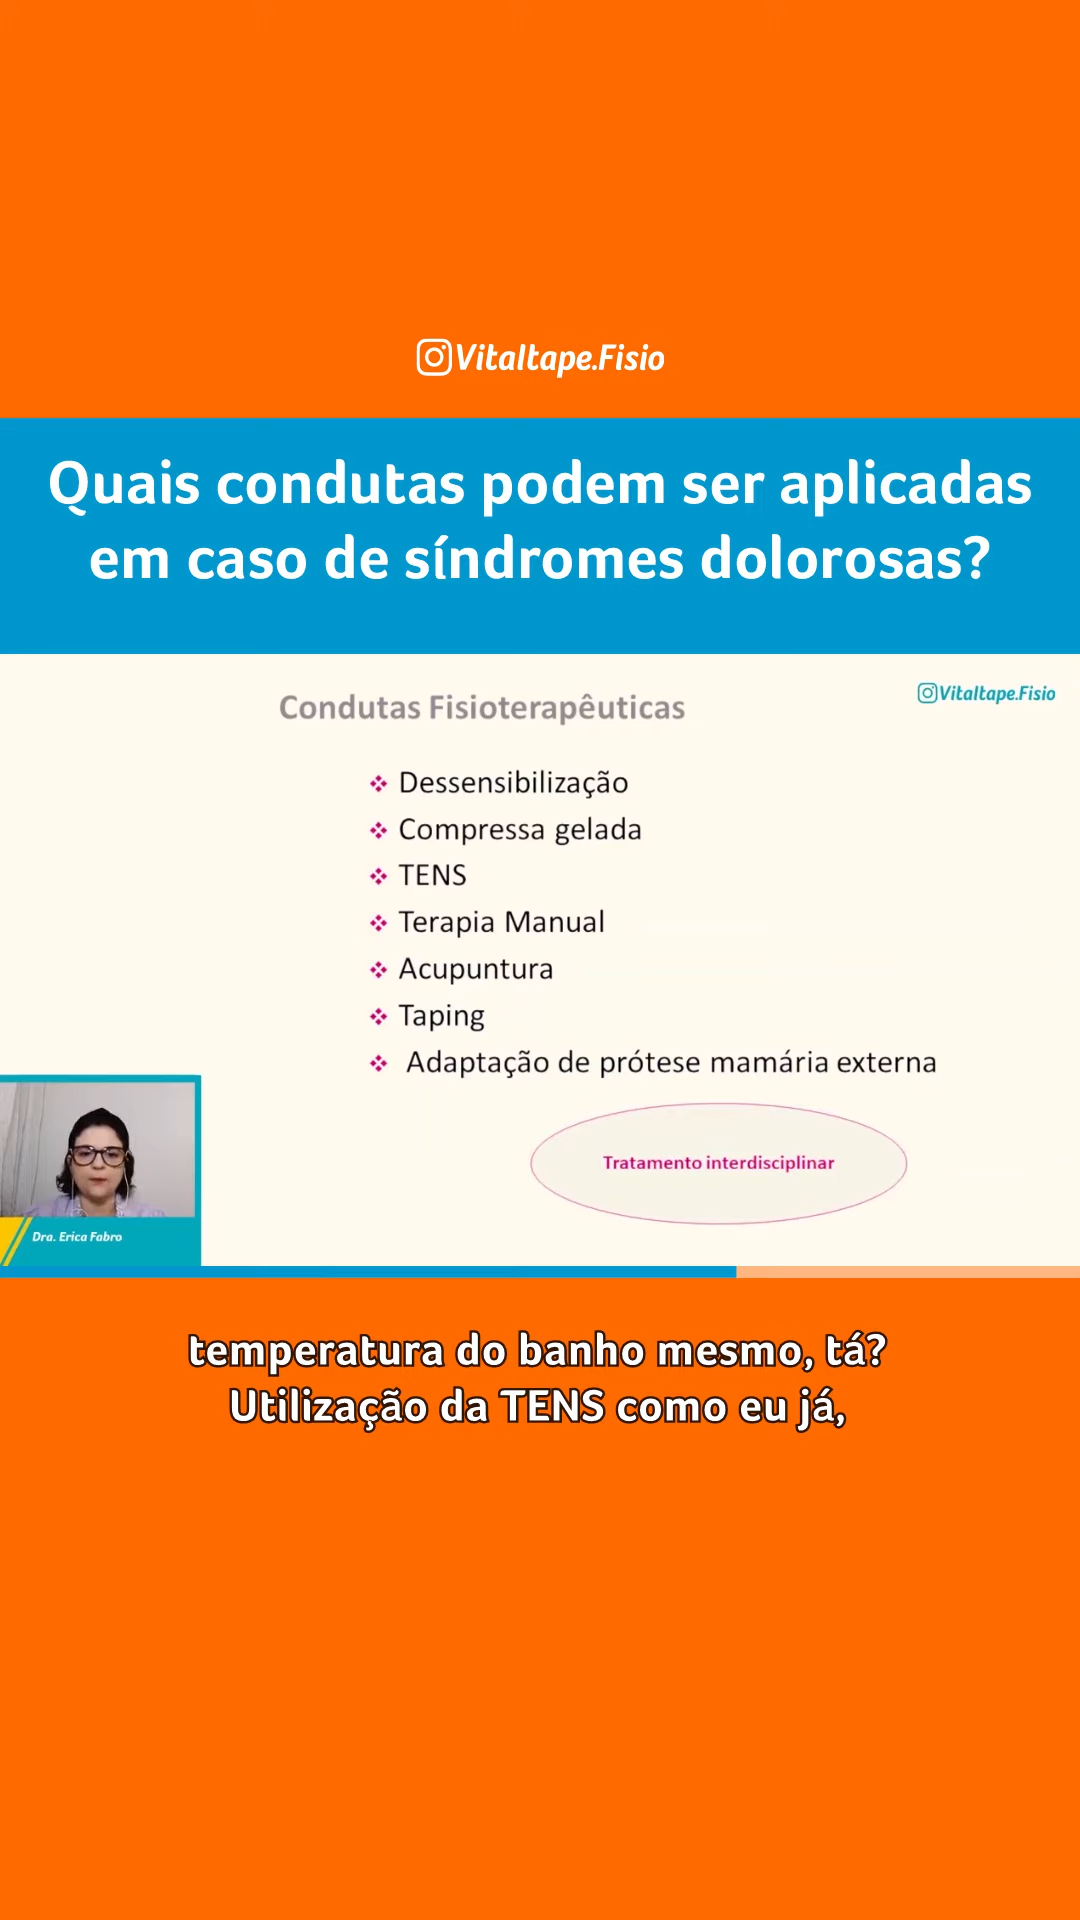 Vitaltape.Fisio
Quais condutas podem ser aplicadas
em caso de síndromes dolorosas?
Condutas Fisioterapêuticas
Vitaltape.Fisio
Dessensibilização
Compressa gelada
TENS
Terapia Manual
Acupuntura
Taping
Adaptação de prótese mamária externa
Tratamento interdisciplinar
Dra. Erica Fabro
temperatura do banho mesmo, tá?
Utilização da TENS como eu já,